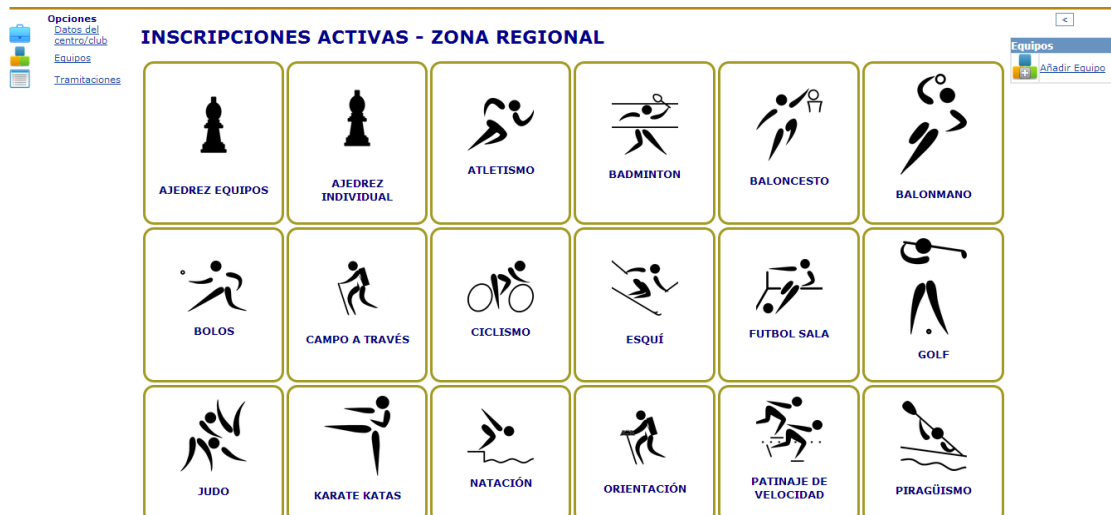 Opciones
Datos del
centro/club
Equipos
Tramitaciones
INSCRIPCIONES ACTIVAS - ZONA REGIONAL
<
Equipos
Añadir Equipo
AJEDREZ EQUIPOS
AJEDREZ
INDIVIDUAL
ATLETISMO
BADMINTON
BALONCESTO
BALONMANO
BOLOS
CAMPO A TRAVÉS
CICLISMO
ESQUÍ
FUTBOL SALA
GOLF
JUDO
KARATE KATAS
NATACIÓN
ORIENTACIÓN
PATINAJE DE
VELOCIDAD
PIRAGÜISMO